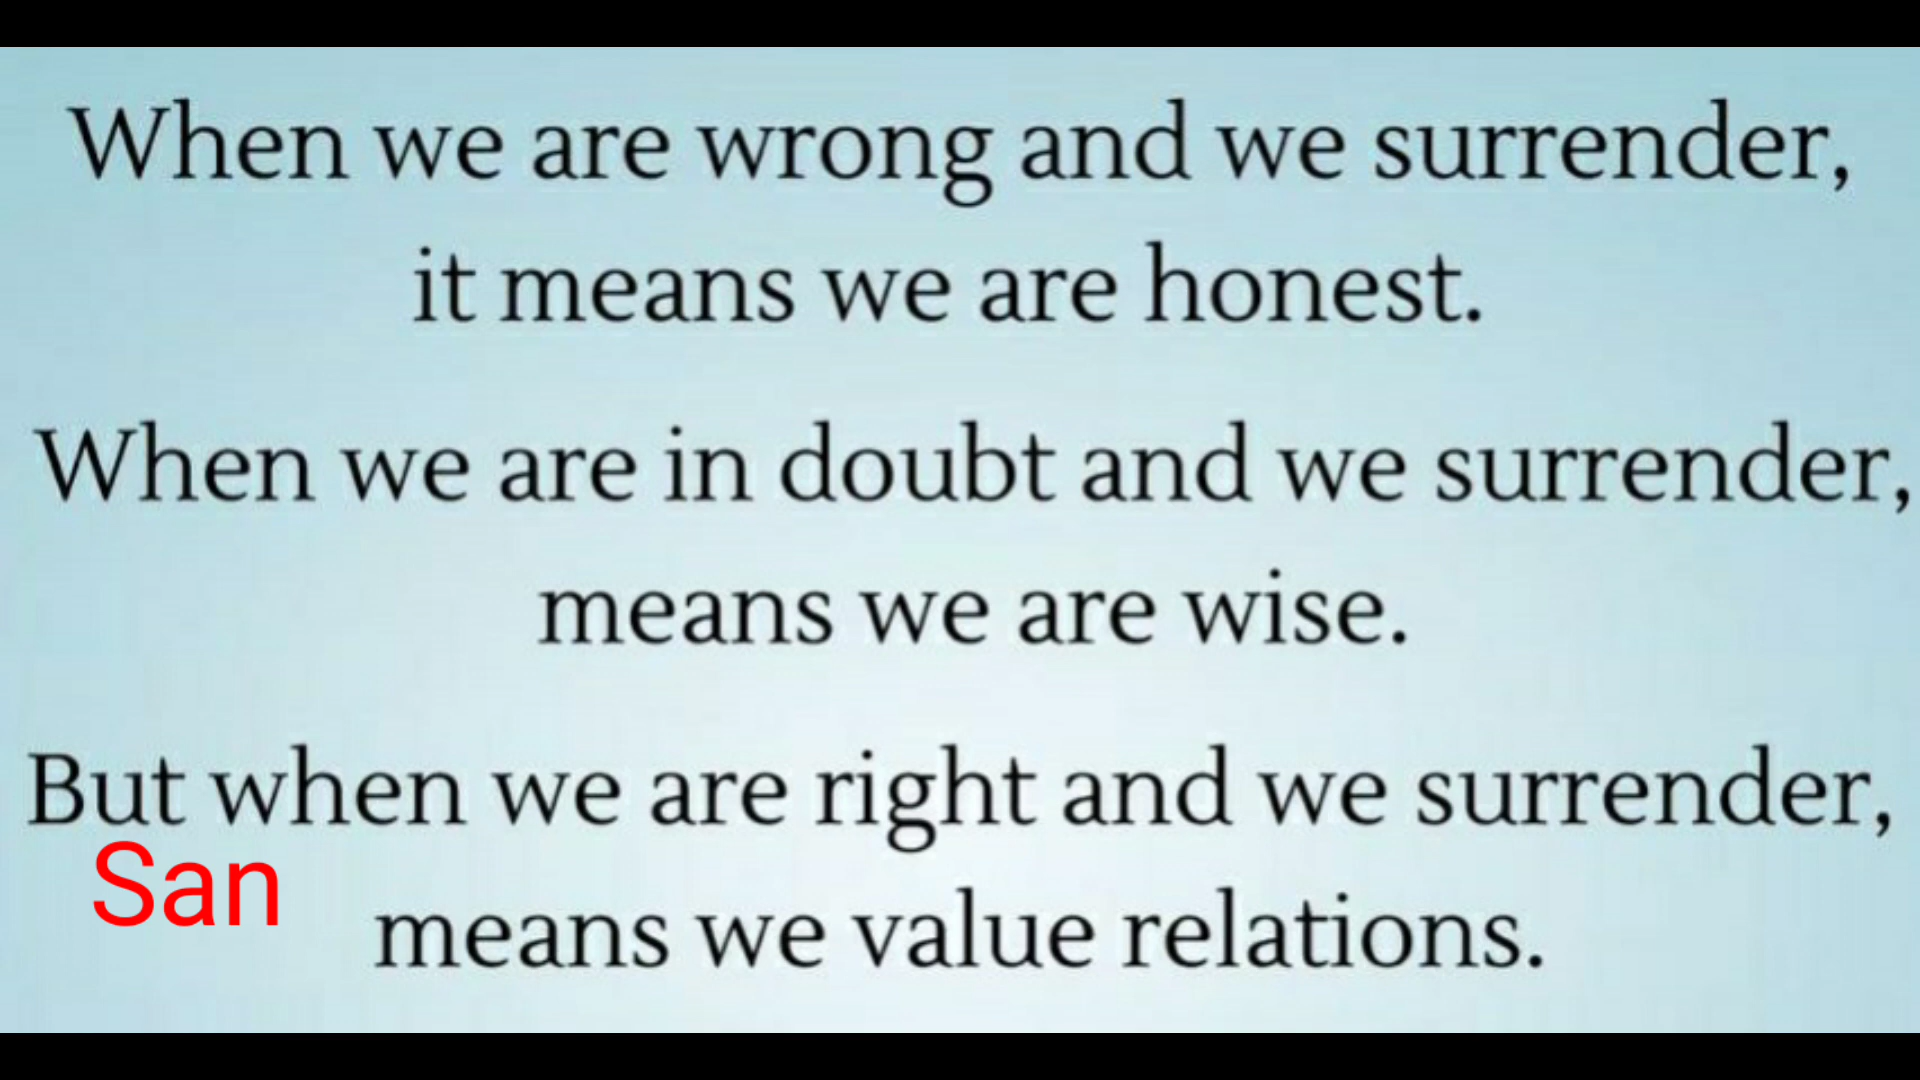 When we are wrong and we surrender,
it means we are honest.
When we are in doubt and we surrender,
means we are wise.
But when we are right and we surrender,
San
means we value relations.